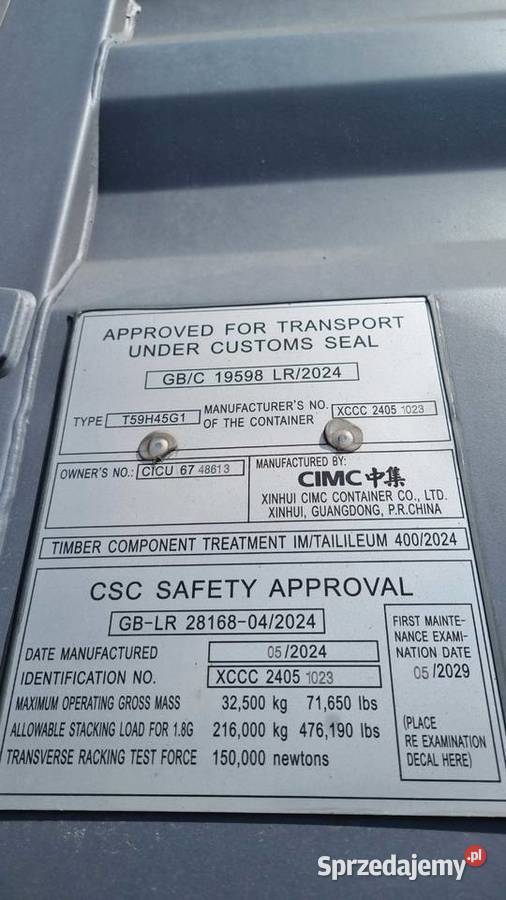 APPROVED FOR TRANSPORT
UNDER CUSTOMS SEAL
GB/C 19598 LR/2024
TYPE T59H45G1
MANUFACTURER'S NO. XCCC 2405 1023
OF THE CONTAINER
OWNER'S NO.: CICU 67 48613
MANUFACTURED BY:
CIMC中集
XINHUI CIMC CONTAINER CO., LTD.
XINHUI, GUANGDONG, P.R.CHINA
TIMBER COMPONENT TREATMENT IM/TAILILEUM 400/2024
CSC SAFETY APPROVAL
GB-LR 28168-04/2024
DATE MANUFACTURED 05/2024
IDENTIFICATION NO. XCCC 2405 1023
MAXIMUM OPERATING GROSS MASS 32,500 kg 71,650 lbs
ALLOWABLE STACKING LOAD FOR 1.8G 216,000 kg 476,190 lbs
TRANSVERSE RACKING TEST FORCE 150,000 newtons
FIRST MAINTE-
NANCE EXAMI-
NATION DATE
05/2029
(PLACE
RE EXAMINATION
DECAL HERE)
Sprzedajemy.pl